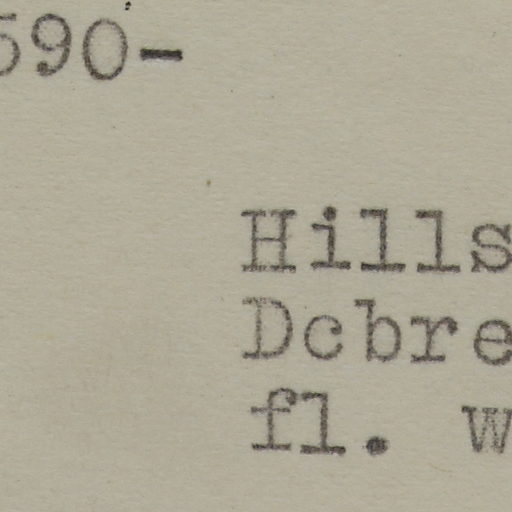 590-
Hills
Dcbre
fl. w